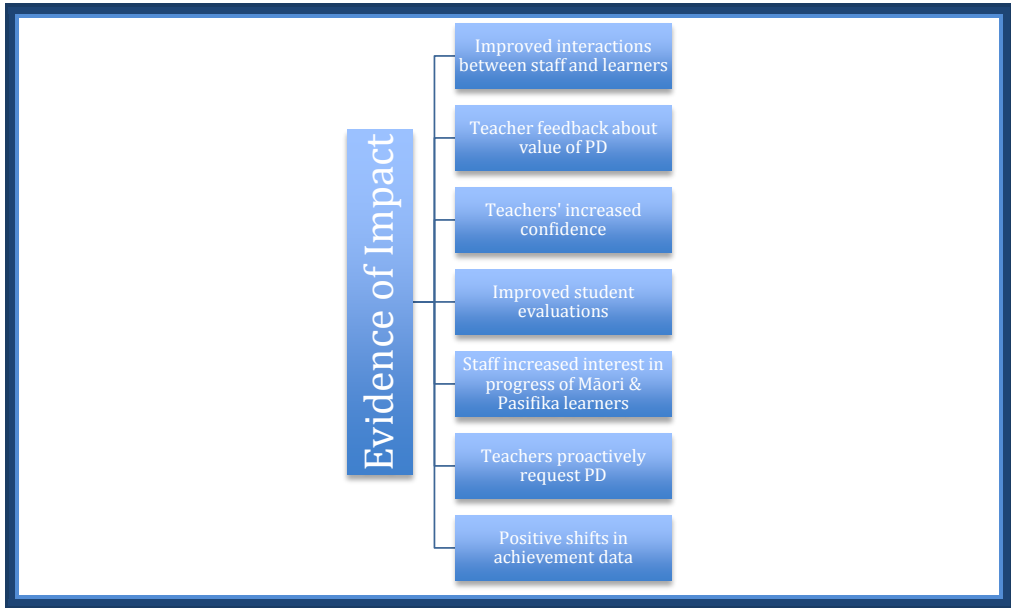 Evidence of Impact
Improved interactions
between staff and learners
Teacher feedback about
value of PD
Teachers' increased
confidence
Improved student
evaluations
Staff increased interest in
progress of Māori &
Pasifika learners
Teachers proactively
request PD
Positive shifts in
achievement data